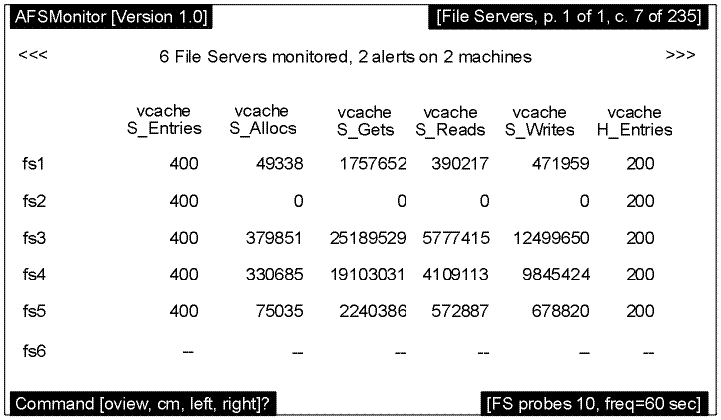 AFSMonitor [Version 1.0] [File Servers, p. 1 of 1, c. 7 of 235]
<<< 6 File Servers monitored, 2 alerts on 2 machines >>>
vcache vcache vcache vcache vcache vcache
S_Entries S_Allocs S_Gets S_Reads S_Writes H_Entries
fs1 400 49338 1757652 390217 471959 200
fs2 400 0 0 0 0 200
fs3 400 379851 25189529 5777415 12499650 200
fs4 400 330685 19103031 4109113 9845424 200
fs5 400 75035 2240386 572887 678820 200
fs6 -- -- -- -- -- --
Command [oview, cm, left, right]? [FS probes 10, freq=60 sec]